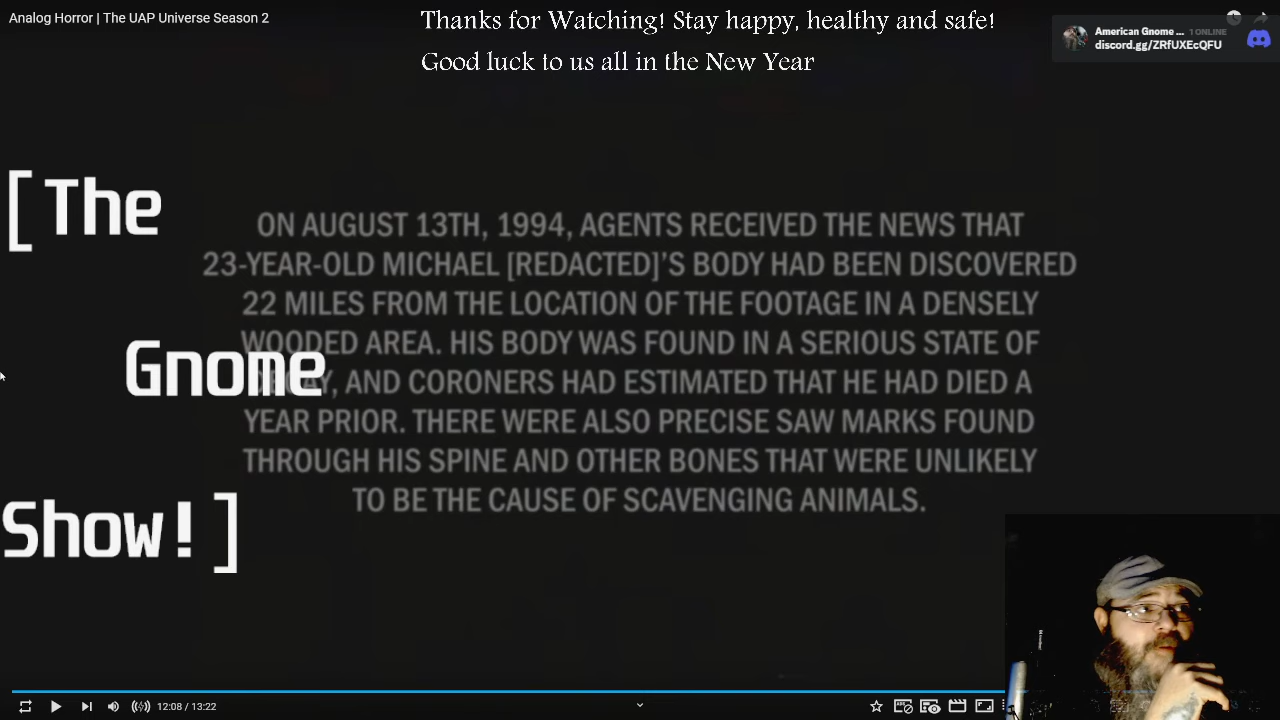 Analog Horror | The UAP Universe Season 2
Thanks for Watching! Stay happy, healthy and safe!
Good luck to us all in the New Year
American Gnome ... 1 ONLINE
discord.gg/ZRfUXEcQFU
[The
Gnome
Show!]
ON AUGUST 13TH, 1994, AGENTS RECEIVED THE NEWS THAT
23-YEAR-OLD MICHAEL [REDACTED]'S BODY HAD BEEN DISCOVERED
22 MILES FROM THE LOCATION OF THE FOOTAGE IN A DENSELY
WOODED AREA. HIS BODY WAS FOUND IN A SERIOUS STATE OF
DECAY, AND CORONERS HAD ESTIMATED THAT HE HAD DIED A
YEAR PRIOR. THERE WERE ALSO PRECISE SAW MARKS FOUND
THROUGH HIS SPINE AND OTHER BONES THAT WERE UNLIKELY
TO BE THE CAUSE OF SCAVENGING ANIMALS.
12:08 / 13:22